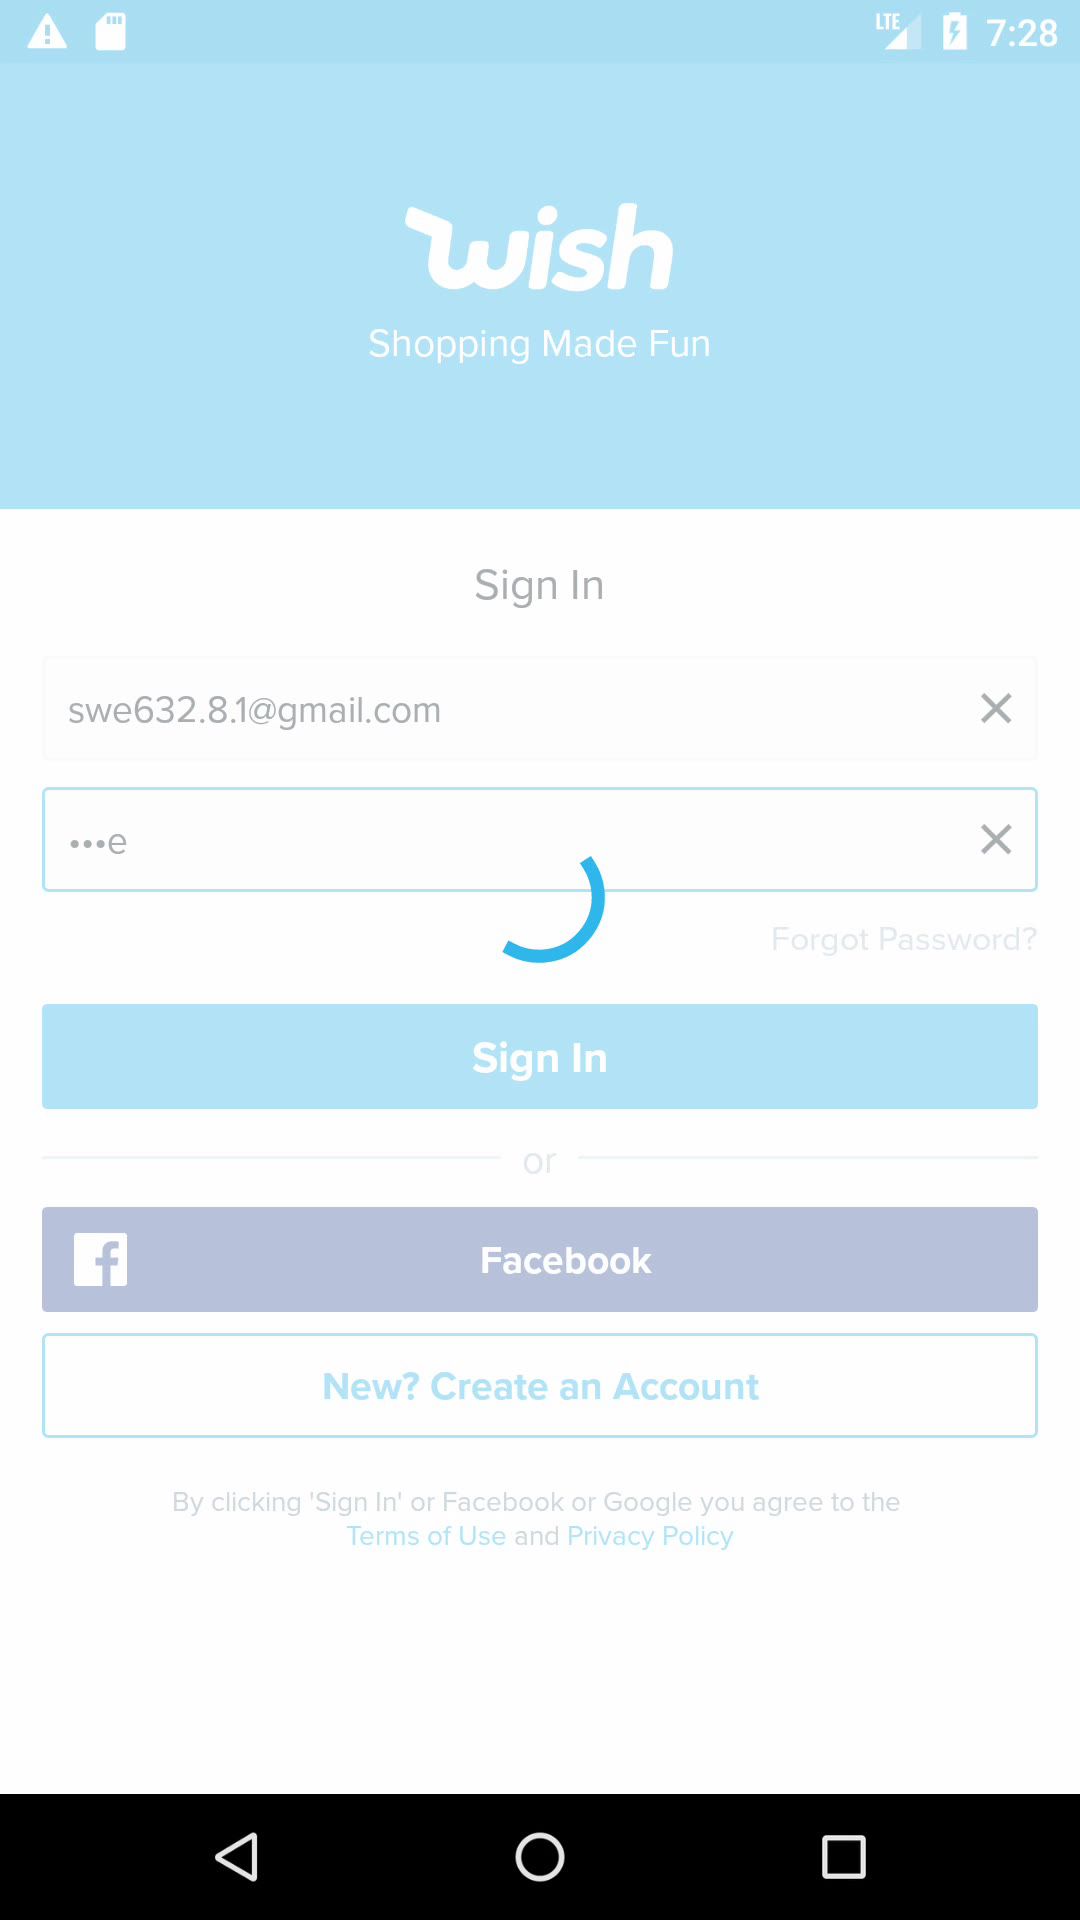 LTE 7:28
wish
Shopping Made Fun
Sign In
swe632.8.1@gmail.com
•••e
Forgot Password?
Sign In
or
Facebook
New? Create an Account
By clicking 'Sign In' or Facebook or Google you agree to the
Terms of Use and Privacy Policy